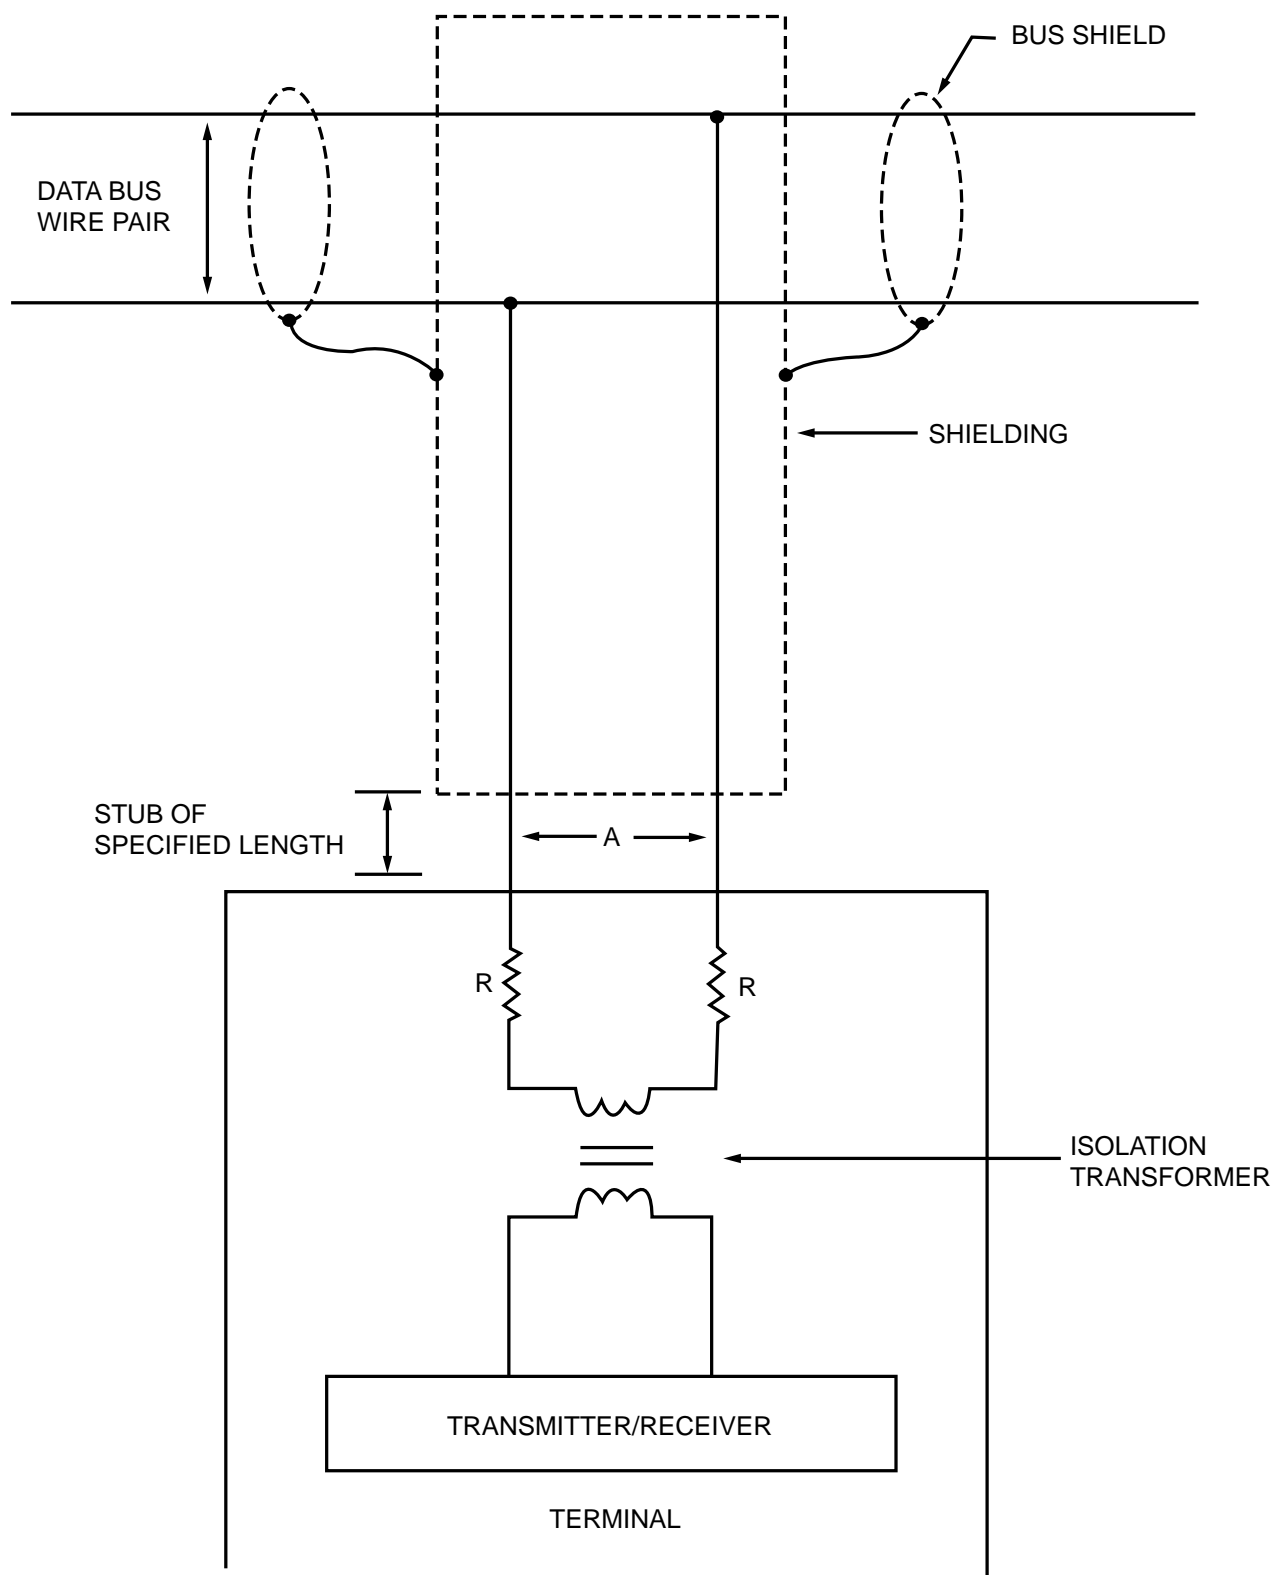 BUS SHIELD
DATA BUS
WIRE PAIR
SHIELDING
STUB OF
SPECIFIED LENGTH
A
R
R
ISOLATION
TRANSFORMER
TRANSMITTER/RECEIVER
TERMINAL